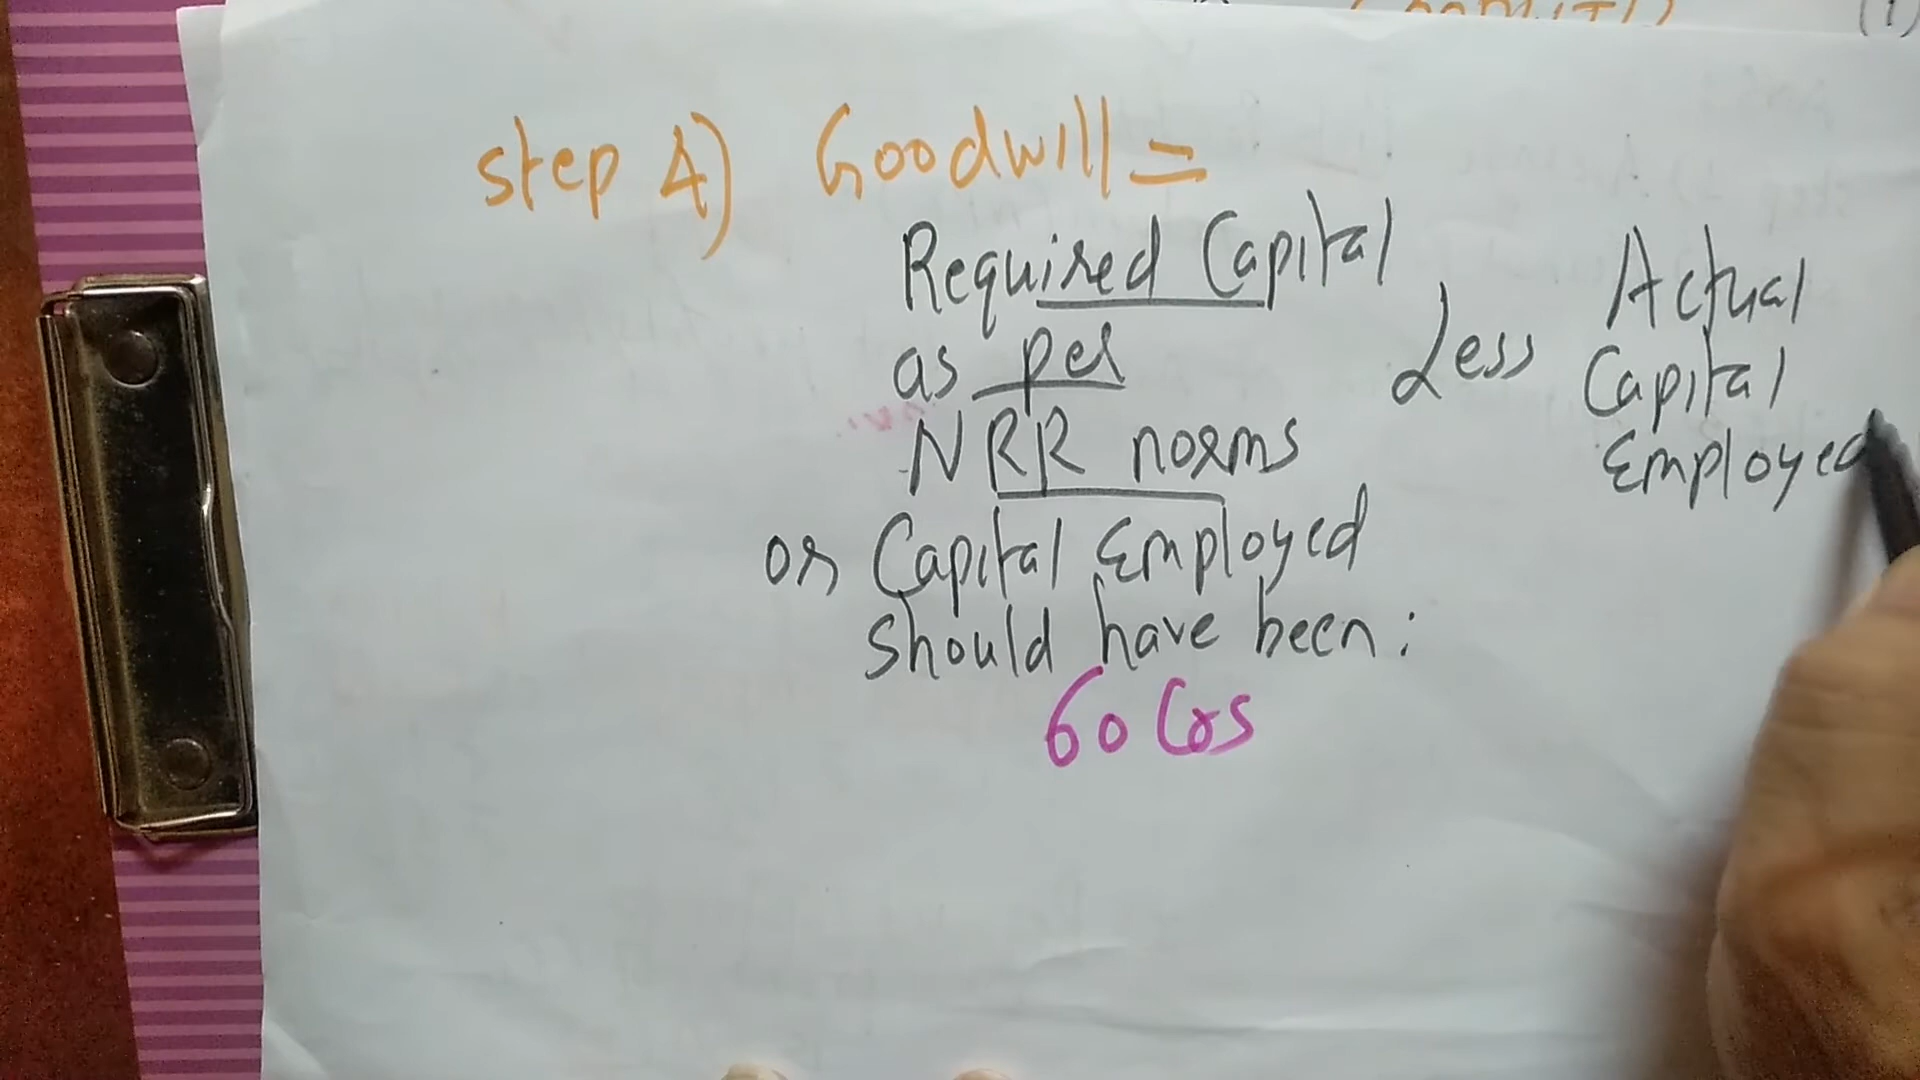 step 4) Goodwill =
Required Capital
as per
NRR norms
or Capital Employed
should have been:
60 Crs
Less
Actual
Capital
Employed